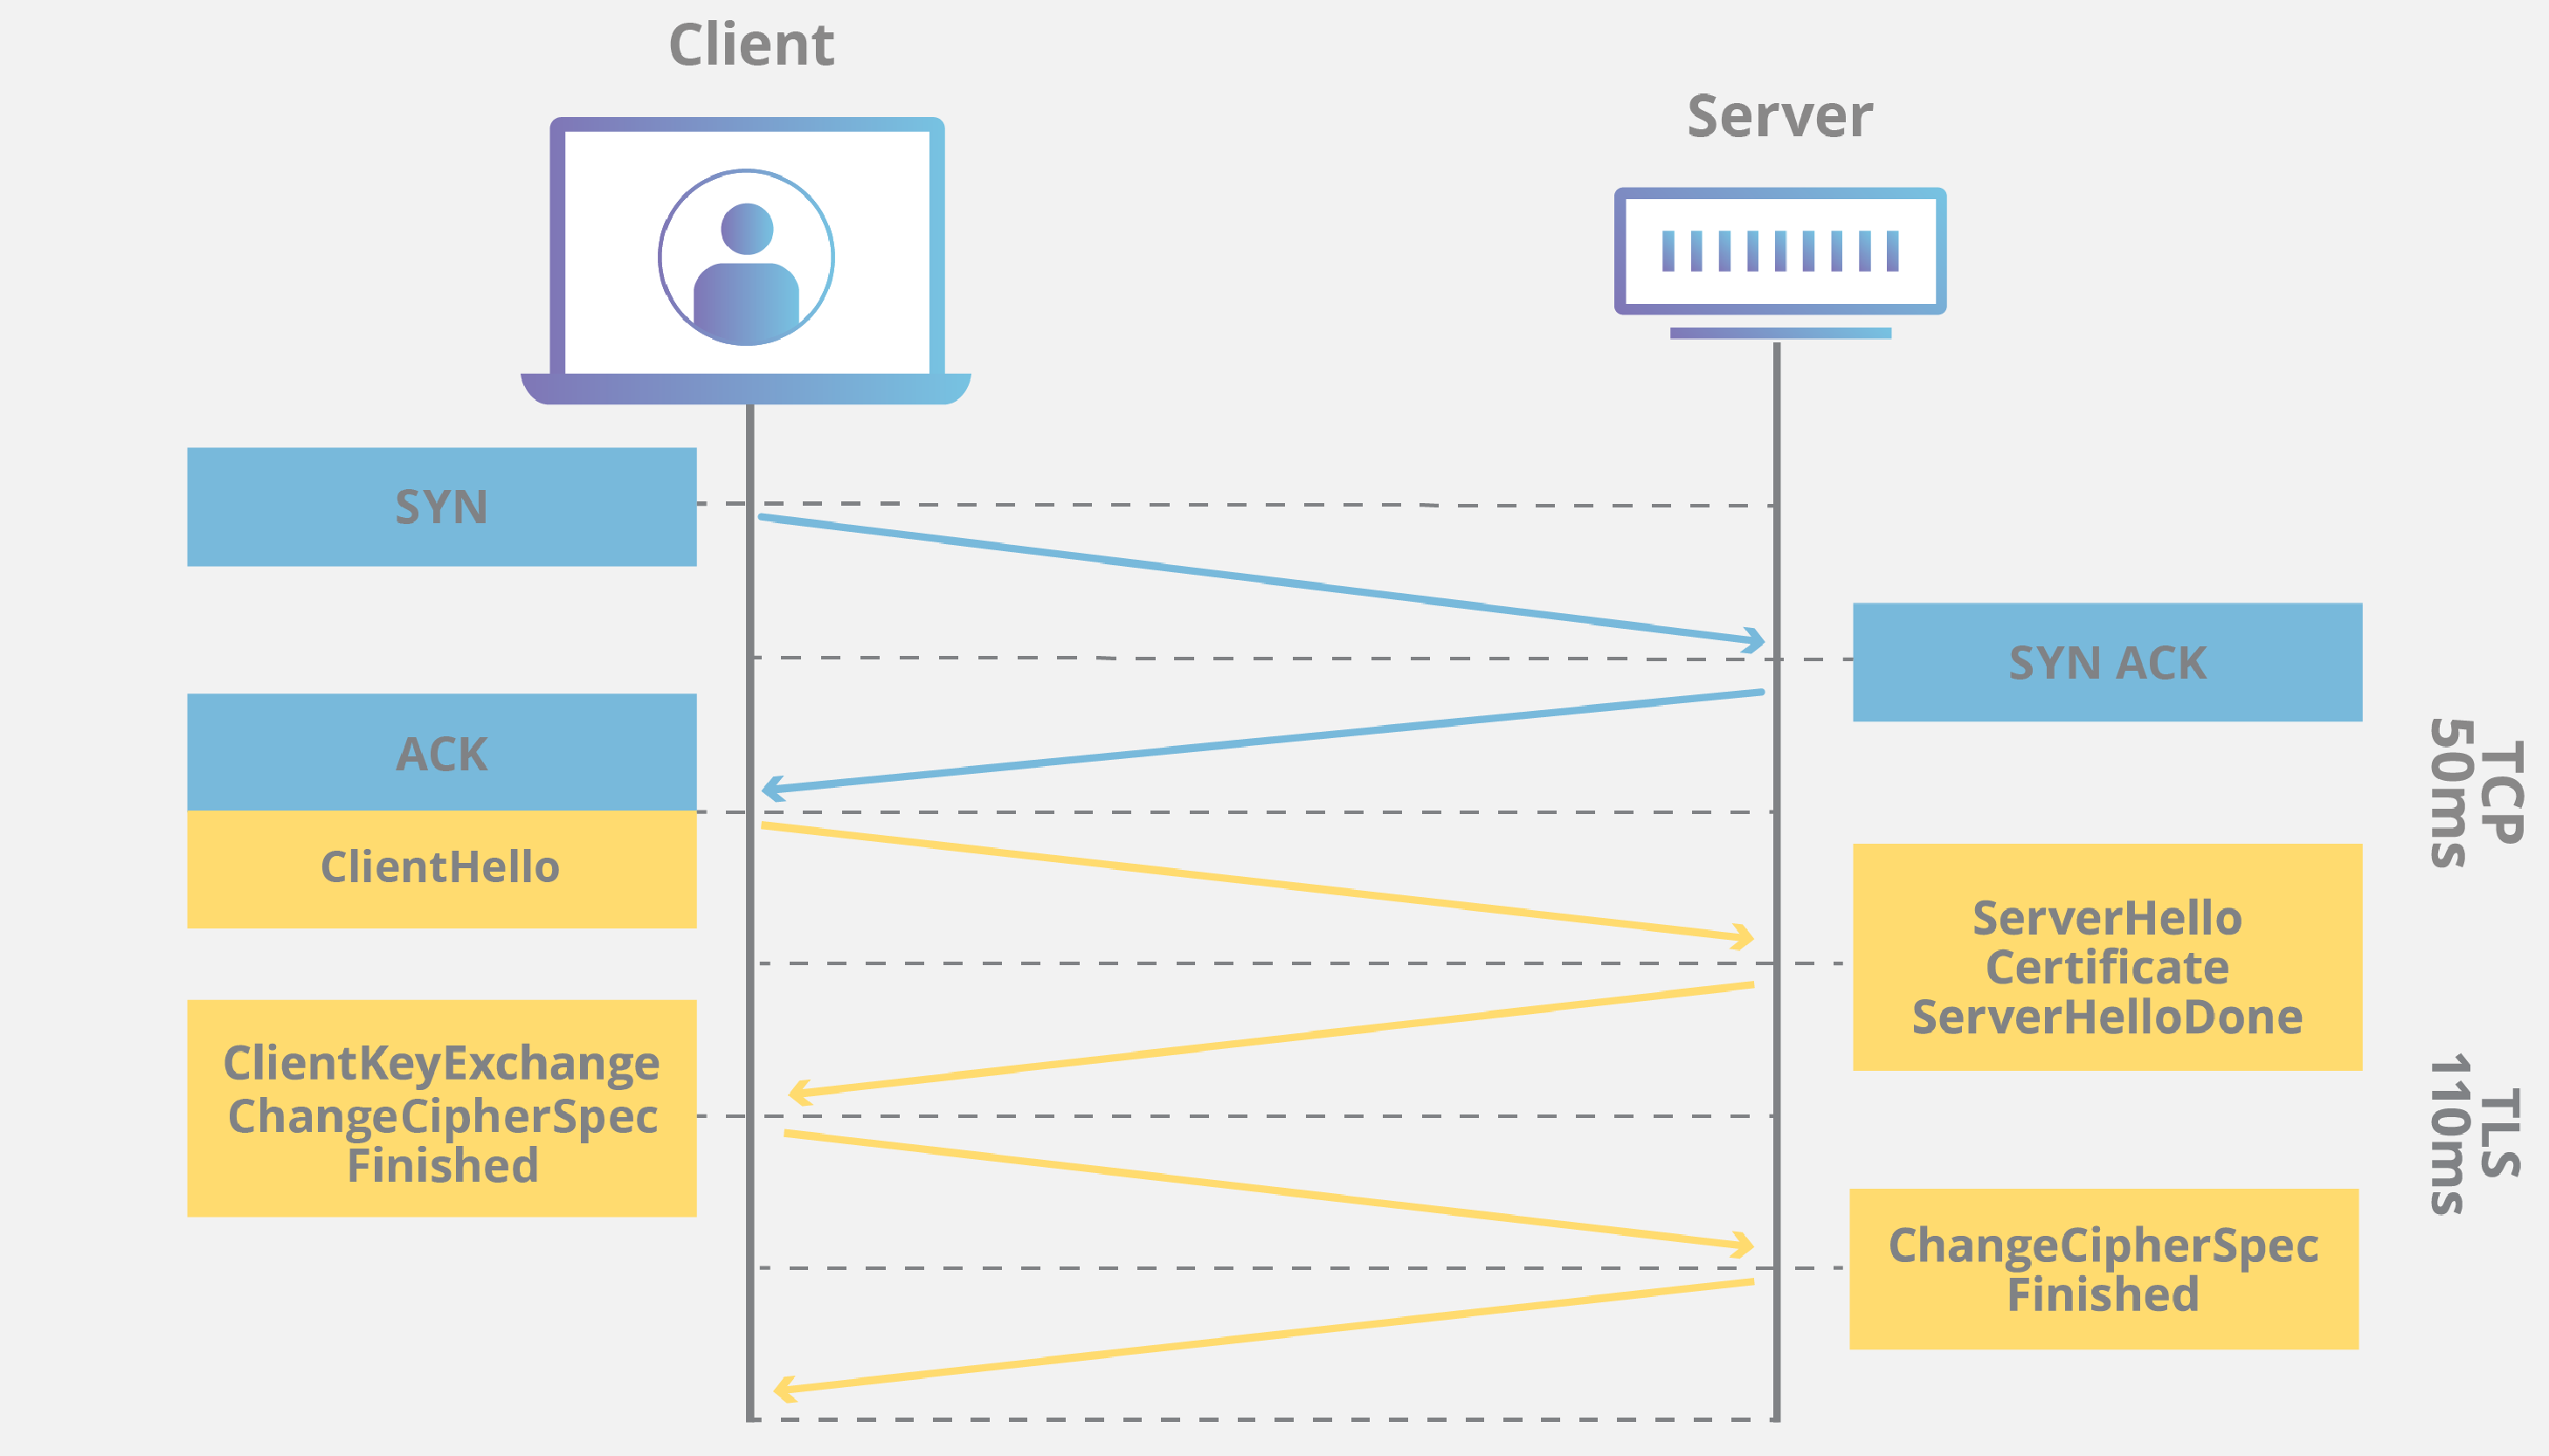 Client
Server
SYN
SYN ACK
ACK
ClientHello
ServerHello
Certificate
ServerHelloDone
ClientKeyExchange
ChangeCipherSpec
Finished
ChangeCipherSpec
Finished
TCP
50ms
TLS
110ms